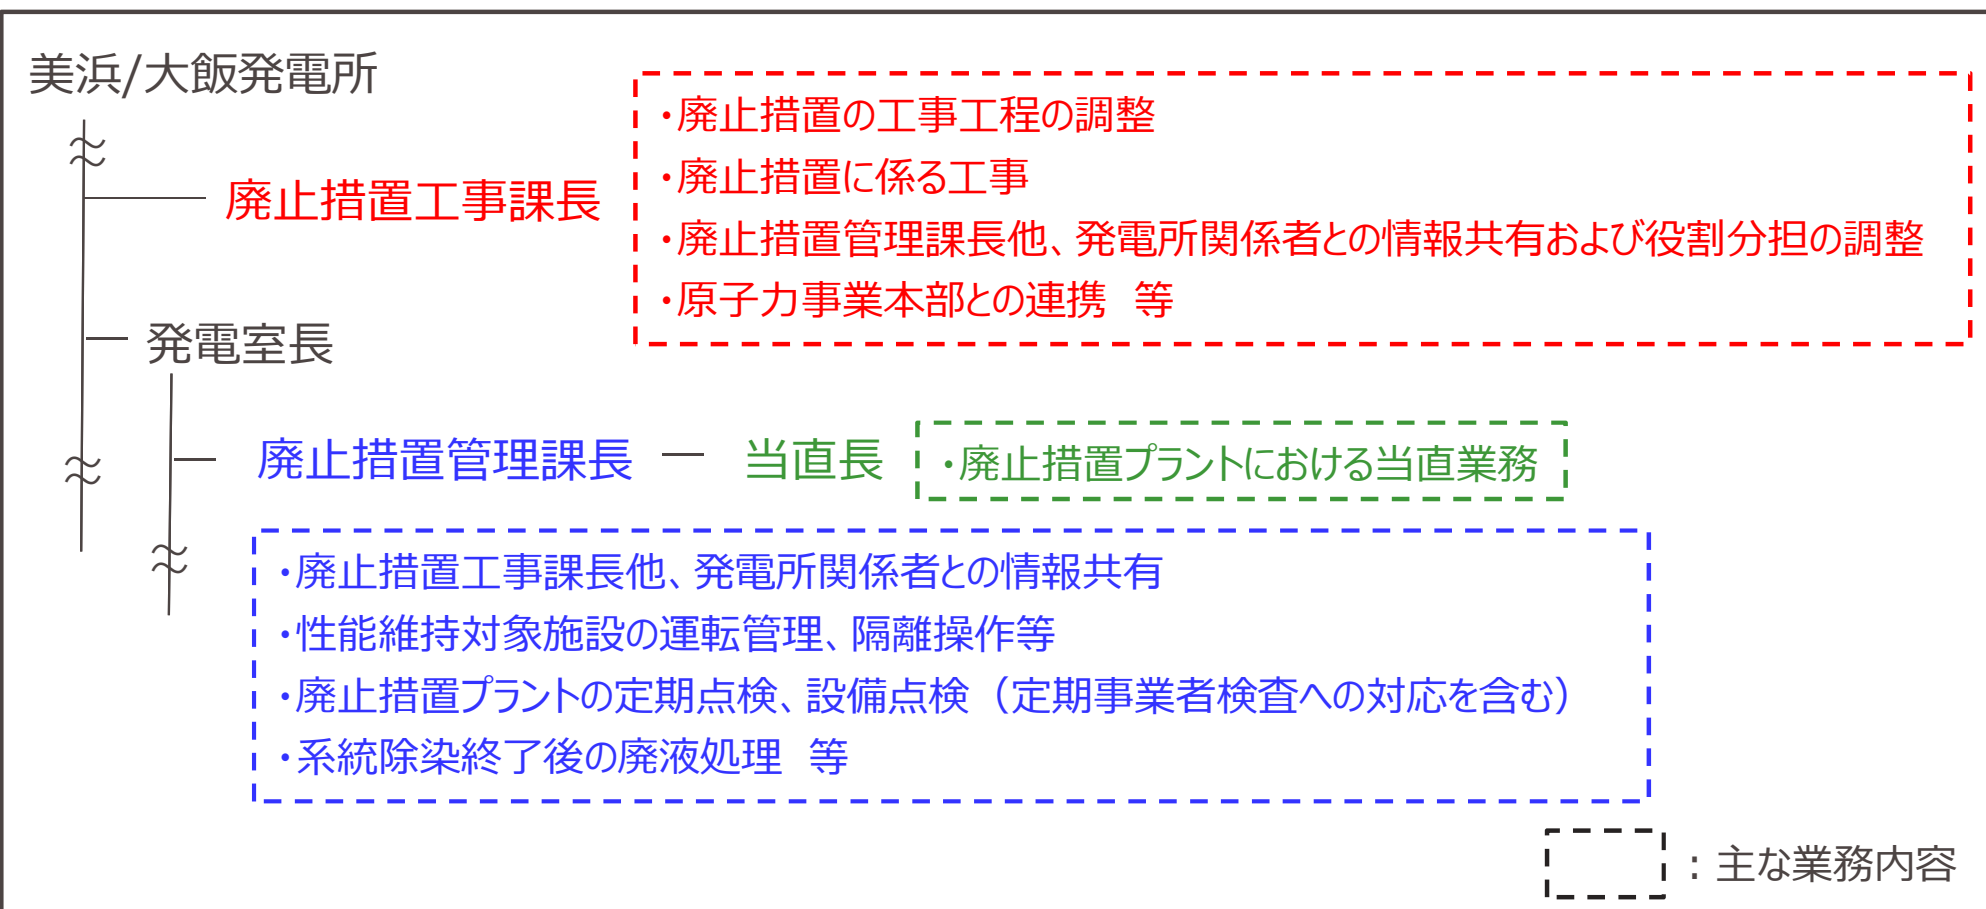 美浜/大飯発電所
廃止措置工事課長
・廃止措置の工事工程の調整
・廃止措置に係る工事
・廃止措置管理課長他、発電所関係者との情報共有および役割分担の調整
・原子力事業本部との連携　等
発電室長
廃止措置管理課長
当直長
・廃止措置プラントにおける当直業務
・廃止措置工事課長他、発電所関係者との情報共有
・性能維持対象施設の運転管理、隔離操作等
・廃止措置プラントの定期点検、設備点検（定期事業者検査への対応を含む）
・系統除染終了後の廃液処理　等
：主な業務内容